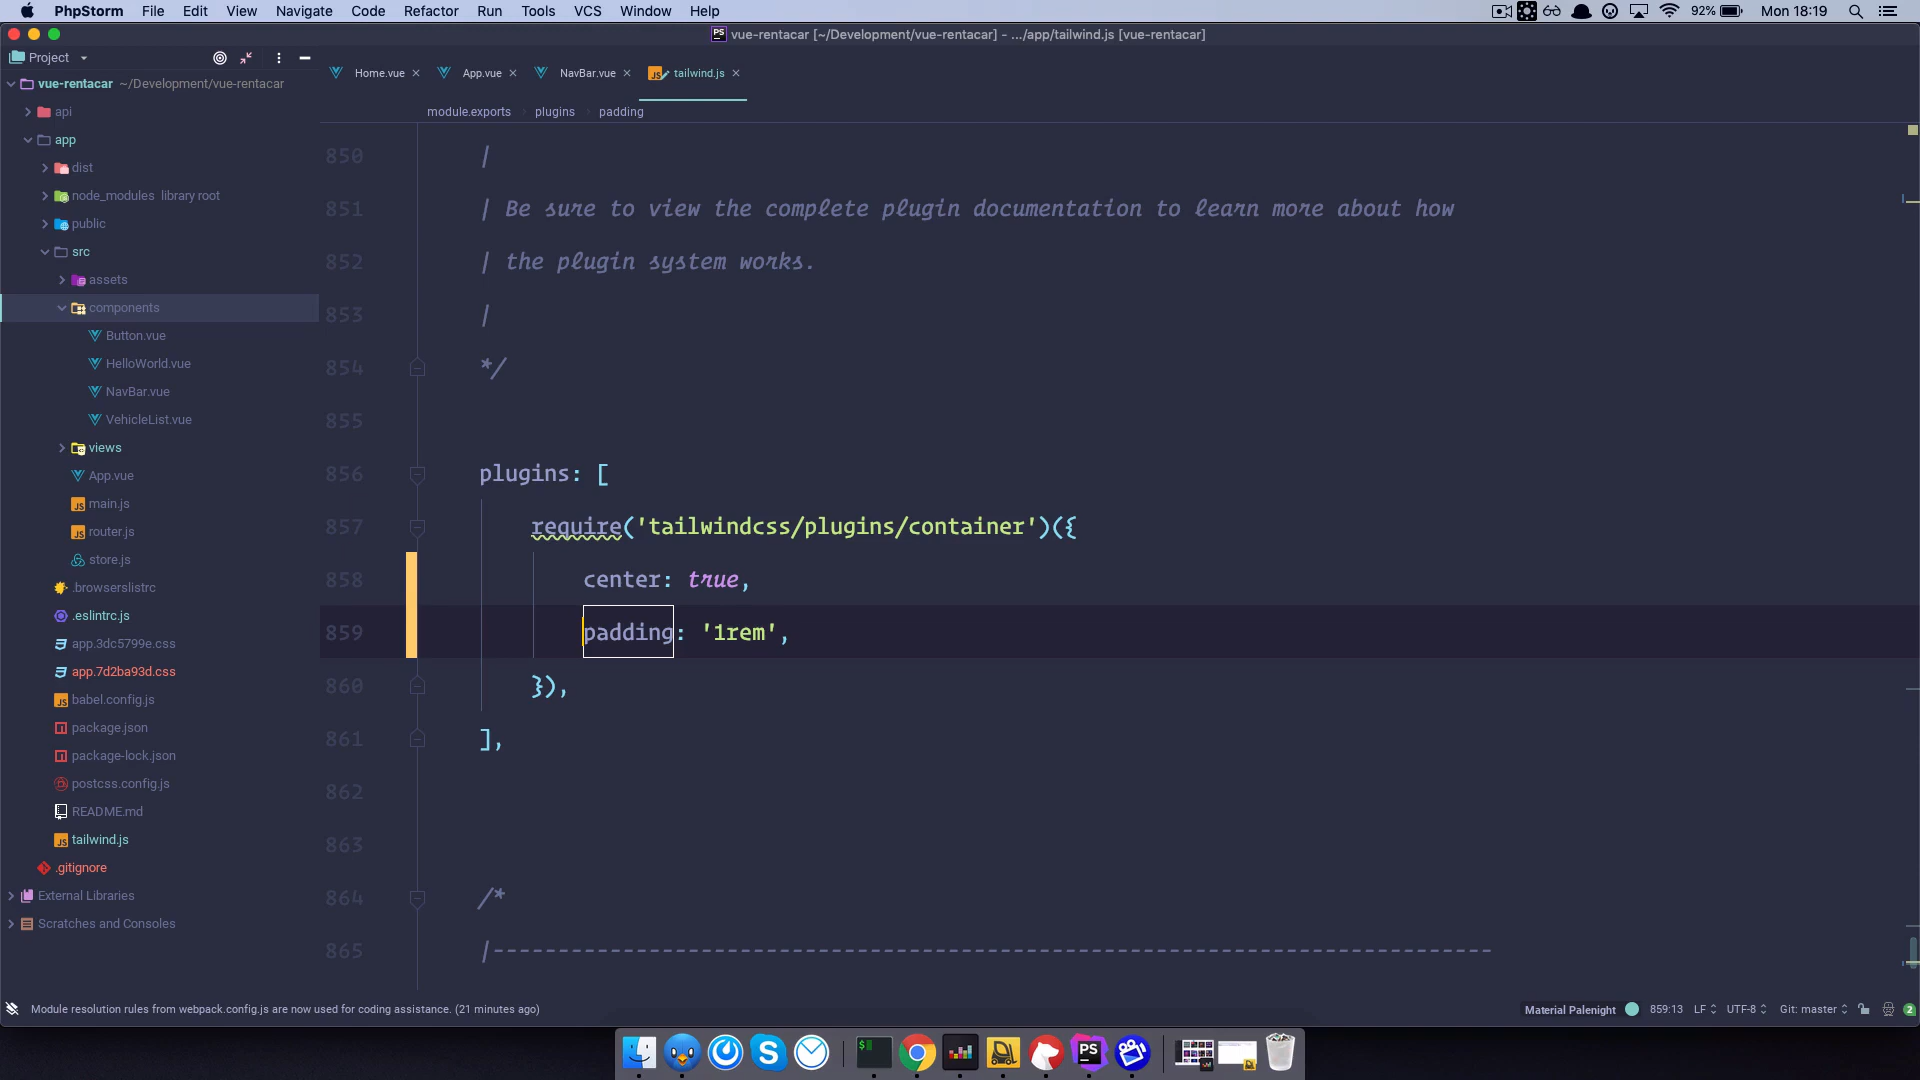 PhpStorm File Edit View Navigate Code Refactor Run Tools VCS Window Help 92% Mon 18:19
PS vue-rentacar [~/Development/vue-rentacar] - .../app/tailwind.js [vue-rentacar]
Project
Home.vue App.vue NavBar.vue JS tailwind.js
module.exports plugins padding
vue-rentacar ~/Development/vue-rentacar
api
app
dist
node_modules library root
public
src
assets
components
Button.vue
HelloWorld.vue
NavBar.vue
VehicleList.vue
views
App.vue
JS main.js
JS router.js
store.js
.browserslistrc
.eslintrc.js
app.3dc5799e.css
app.7d2ba93d.css
JS babel.config.js
package.json
package-lock.json
postcss.config.js
README.md
JS tailwind.js
.gitignore
External Libraries
Scratches and Consoles
850 |
851 | Be sure to view the complete plugin documentation to learn more about how
852 | the plugin system works.
853 |
854 */
855
856 plugins: [
857 require('tailwindcss/plugins/container')({
858 center: true,
859 padding: '1rem',
860 }),
861 ],
862
863
864 /*
865 |-----------------------------------------------------------------------------
Module resolution rules from webpack.config.js are now used for coding assistance. (21 minutes ago)
Material Palenight 859:13 LF UTF-8 Git: master 2
$ PS